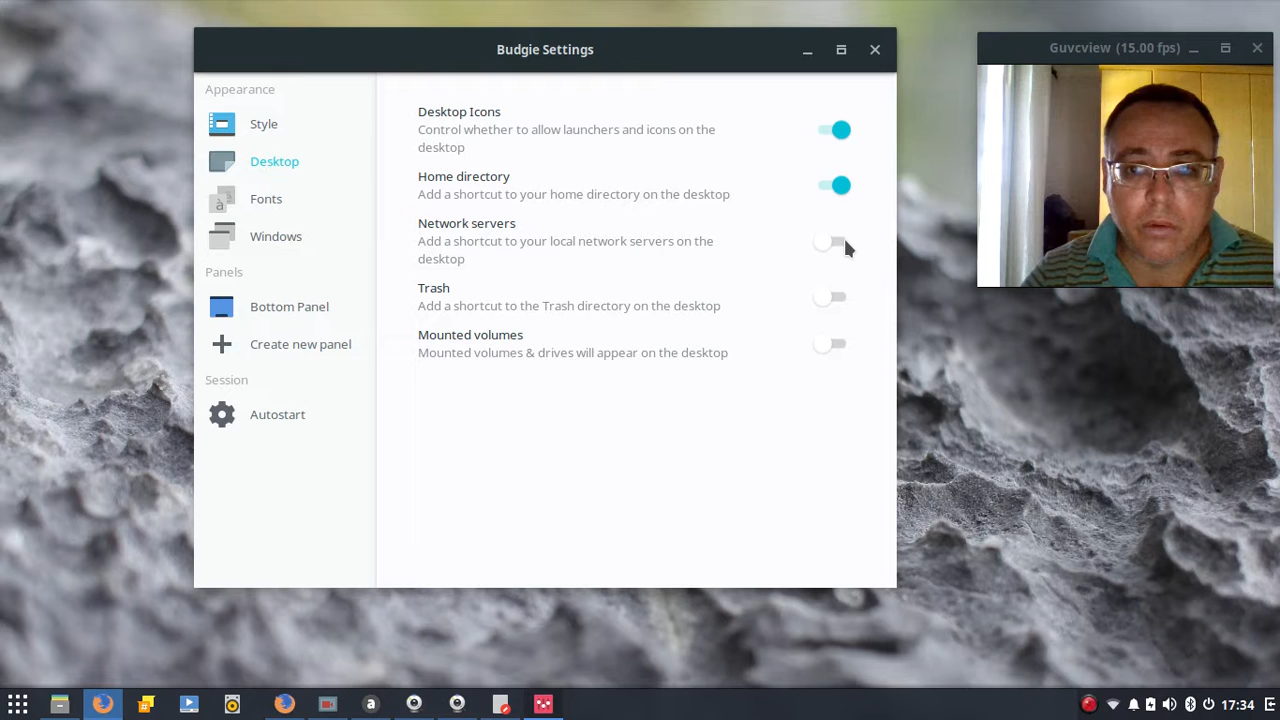 Budgie Settings
Guvcview (15.00 fps)
Appearance
Style
Desktop
Fonts
Windows
Panels
Bottom Panel
Create new panel
Session
Autostart
Desktop Icons
Control whether to allow launchers and icons on the
desktop
Home directory
Add a shortcut to your home directory on the desktop
Network servers
Add a shortcut to your local network servers on the
desktop
Trash
Add a shortcut to the Trash directory on the desktop
Mounted volumes
Mounted volumes & drives will appear on the desktop
17:34